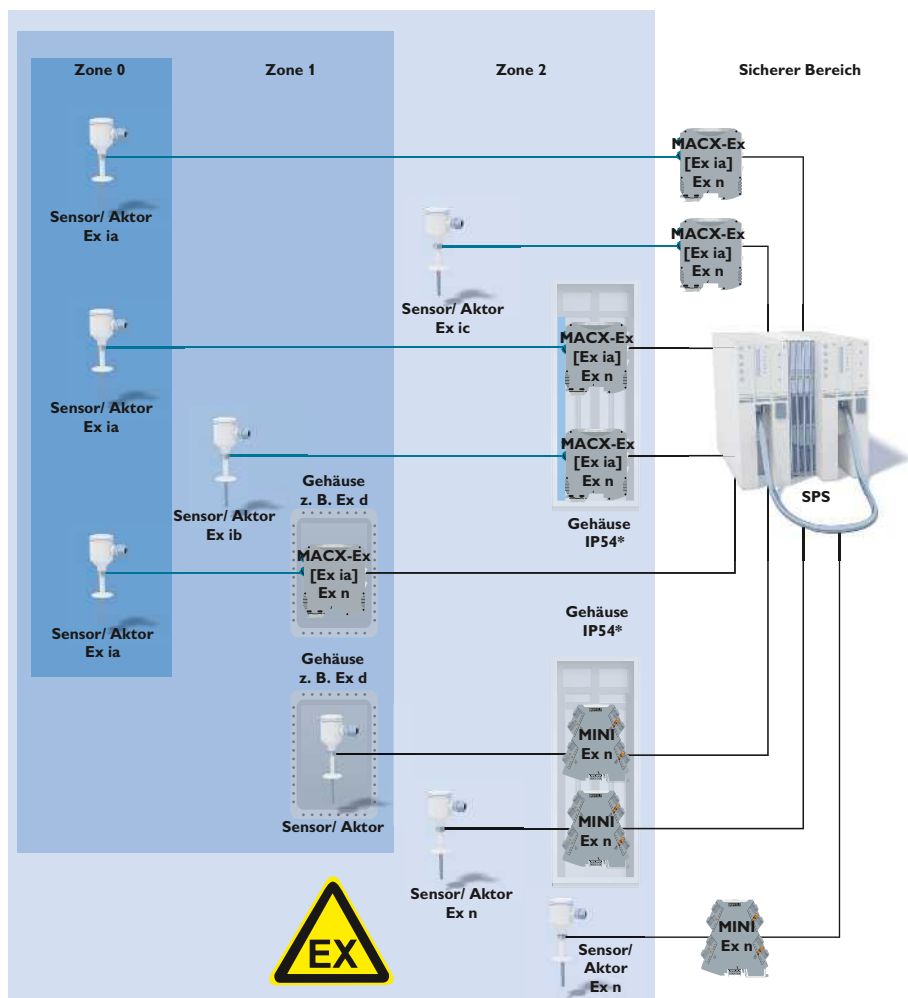 Zone 0
Zone 1
Zone 2
Sicherer Bereich
MACX-Ex
[Ex ia]
Ex n
Sensor/ Aktor
Ex ia
MACX-Ex
[Ex ia]
Ex n
Sensor/ Aktor
Ex ic
MACX-Ex
[Ex ia]
Ex n
Sensor/ Aktor
Ex ia
MACX-Ex
[Ex ia]
Ex n
SPS
Sensor/ Aktor
Ex ib
Gehäuse
z. B. Ex d
Gehäuse
IP54*
MACX-Ex
[Ex ia]
Ex n
Sensor/ Aktor
Ex ia
Gehäuse
IP54*
Gehäuse
z. B. Ex d
MINI
Ex n
Sensor/ Aktor
MINI
Ex n
Sensor/ Aktor
Ex n
EX
Sensor/
Aktor
Ex n
MINI
Ex n